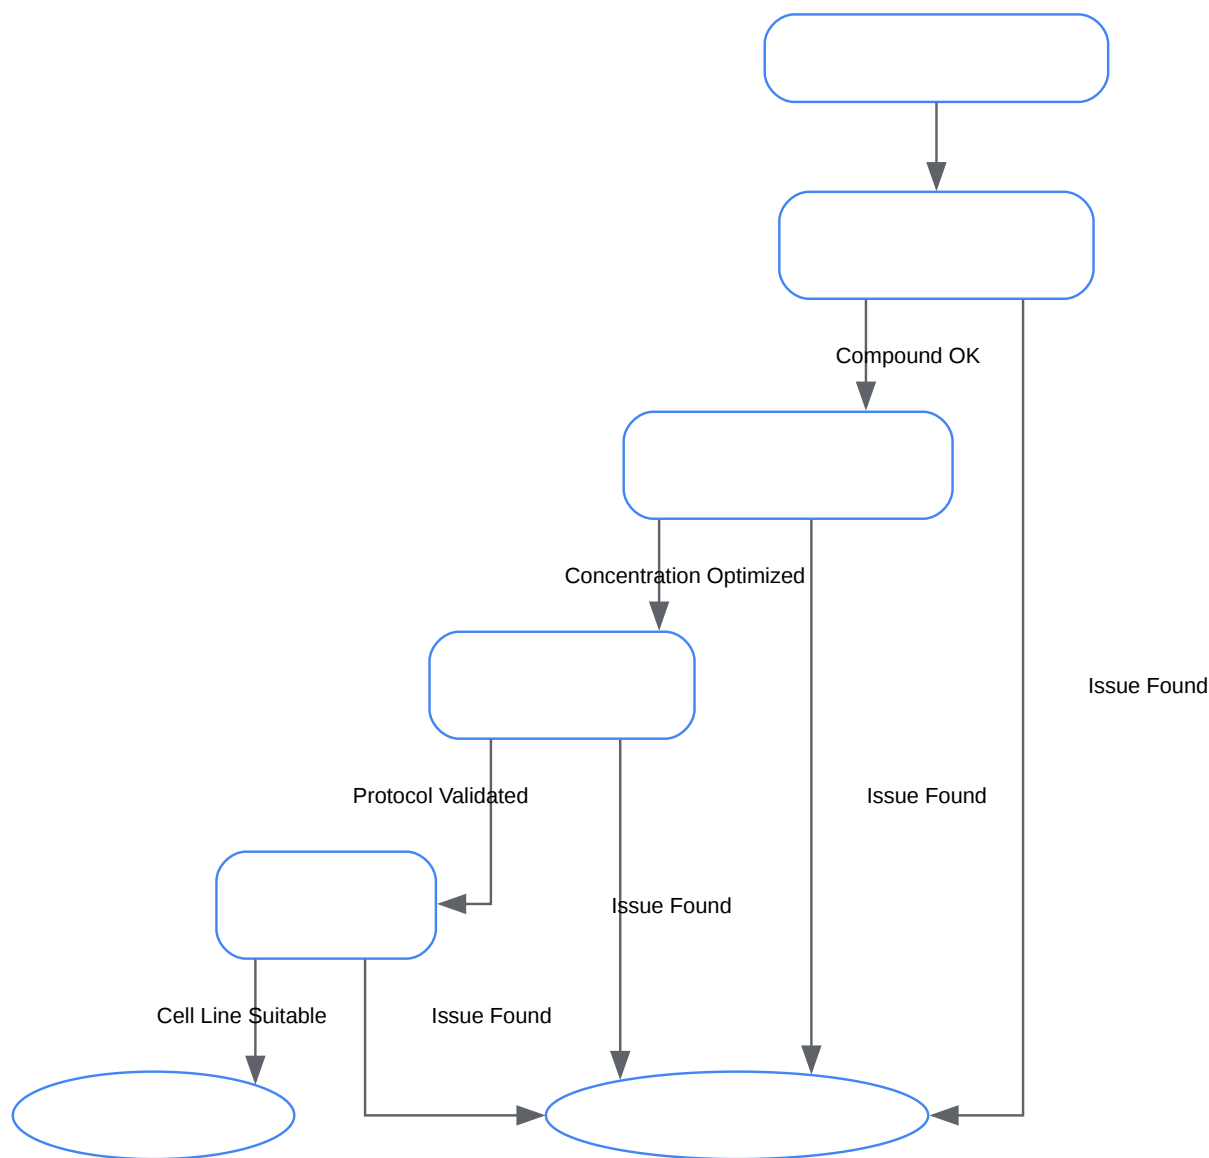 Compound OK
Concentration Optimized
Issue Found
Protocol Validated
Issue Found
Issue Found
Cell Line Suitable
Issue Found